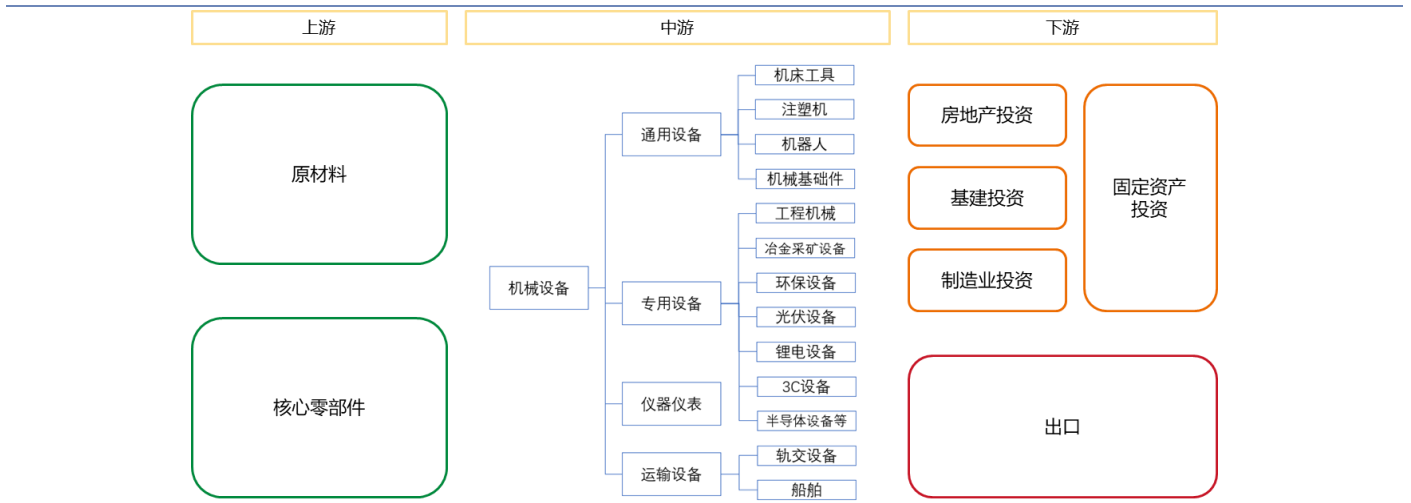 上游
中游
下游
原材料
核心零部件
机械设备
通用设备
专用设备
仪器仪表
运输设备
机床工具
注塑机
机器人
机械基础件
工程机械
冶金采矿设备
环保设备
光伏设备
锂电设备
3C设备
半导体设备等
轨交设备
船舶
房地产投资
基建投资
制造业投资
固定资产
投资
出口